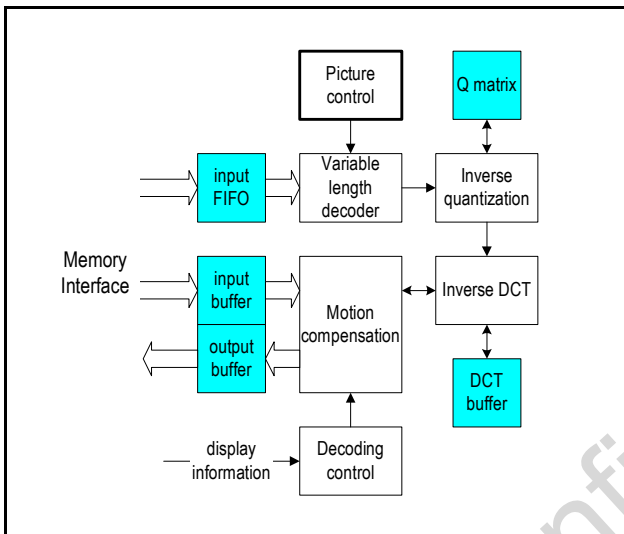 Picture
control
Q matrix
input
FIFO
Variable
length
decoder
Inverse
quantization
Memory
Interface
input
buffer
Motion
compensation
Inverse DCT
output
buffer
DCT
buffer
display
information
Decoding
control
nfi